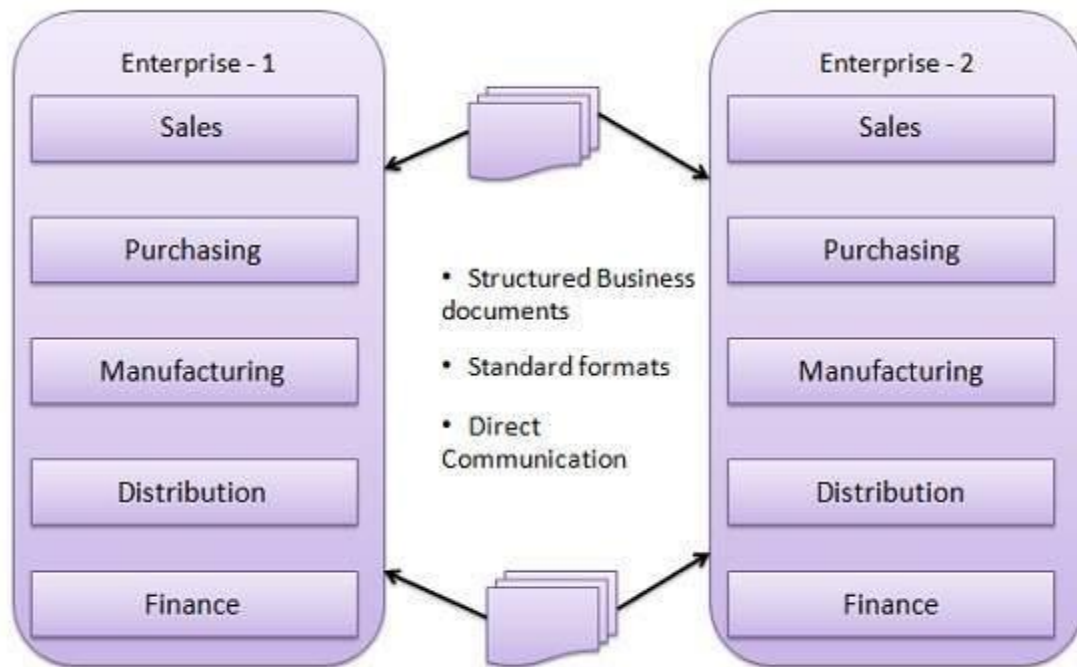 Enterprise - 1
Sales
Purchasing
Manufacturing
Distribution
Finance
• Structured Business
documents
• Standard formats
• Direct
Communication
Enterprise - 2
Sales
Purchasing
Manufacturing
Distribution
Finance